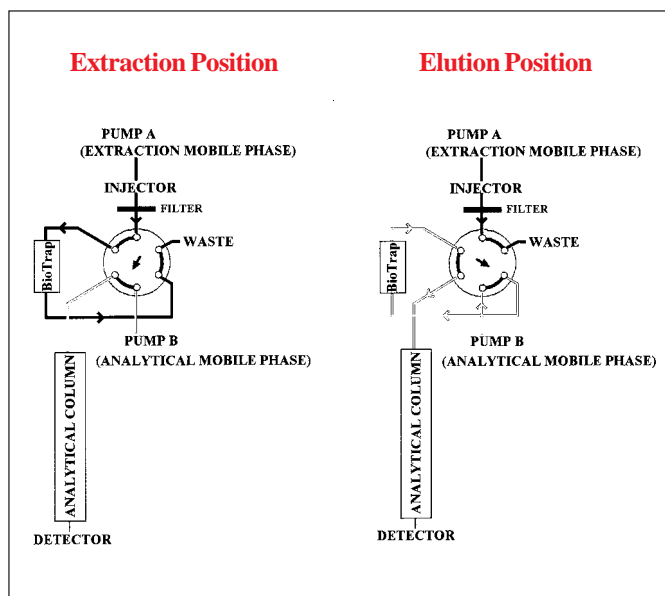 Extraction Position
PUMP A
(EXTRACTION MOBILE PHASE)
INJECTOR
FILTER
WASTE
BioTrap
PUMP B
(ANALYTICAL MOBILE PHASE)
ANALYTICAL COLUMN
DETECTOR
Elution Position
PUMP A
(EXTRACTION MOBILE PHASE)
INJECTOR
FILTER
WASTE
BioTrap
PUMP B
(ANALYTICAL MOBILE PHASE)
ANALYTICAL COLUMN
DETECTOR